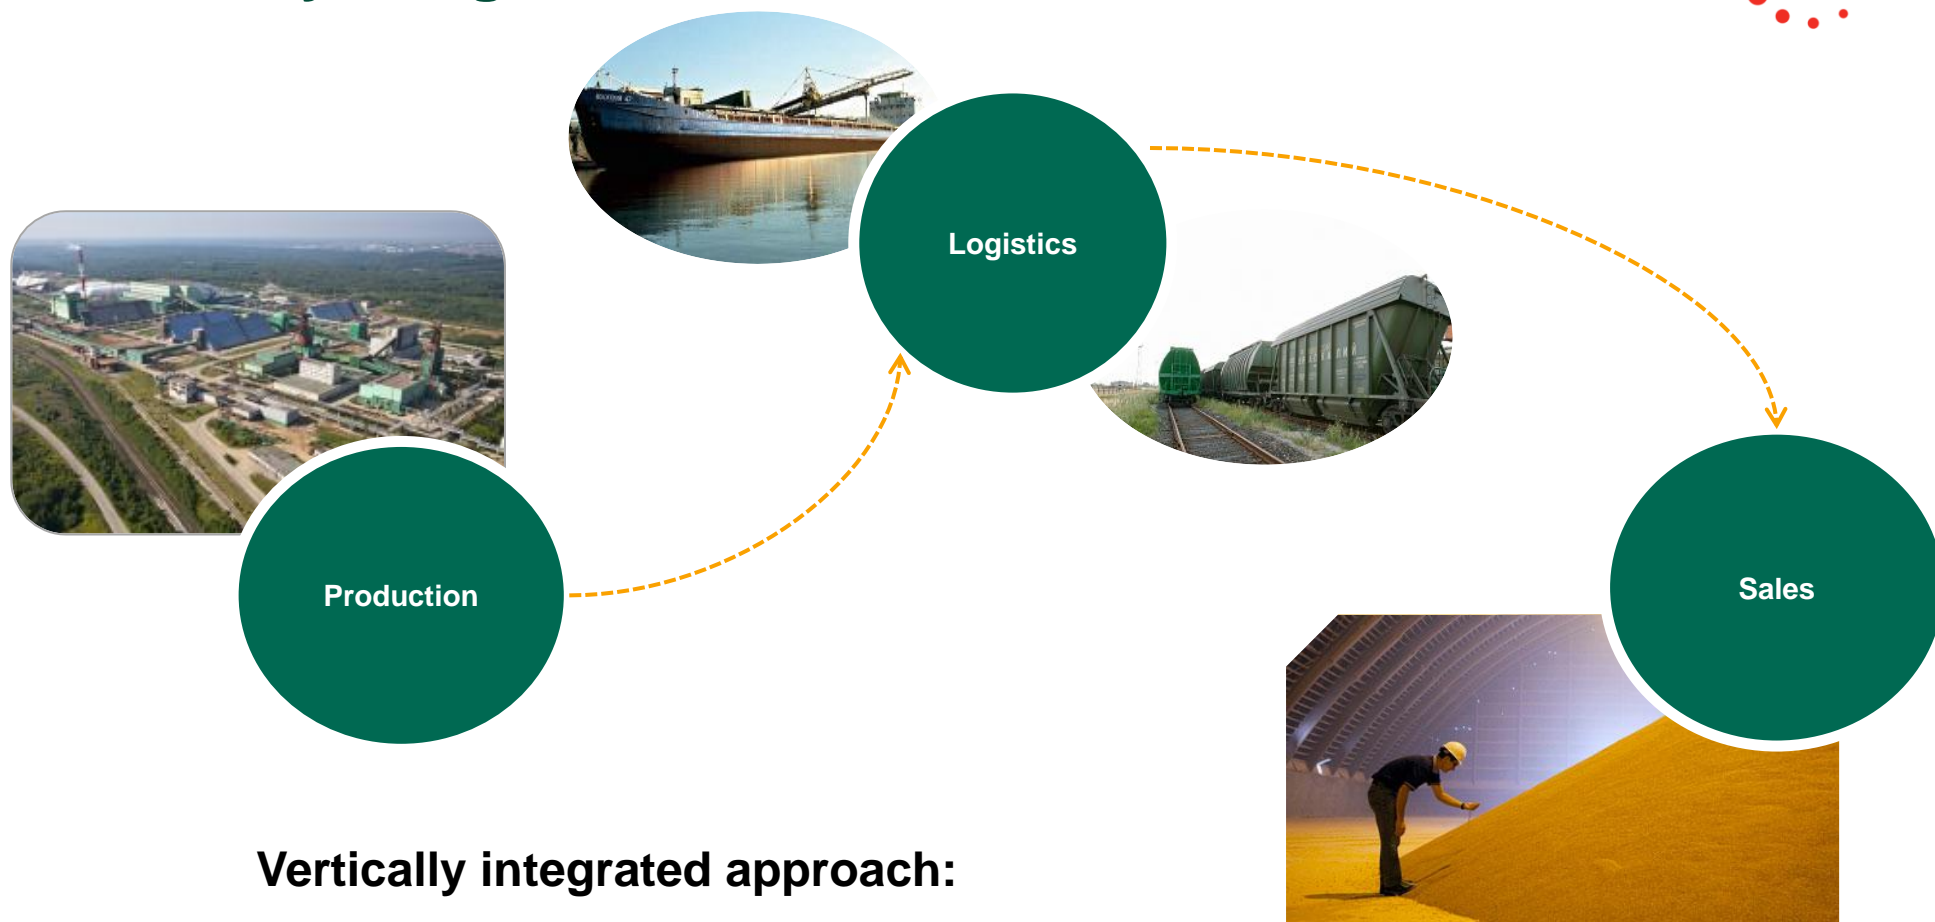 Logistics
Production
Sales
Vertically integrated approach: